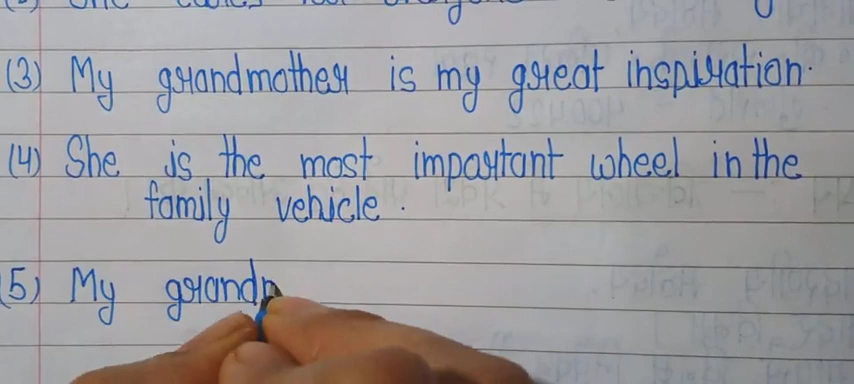 (3) My grandmother is my great inspiration.
(4) She is the most important wheel in the
family vehicle.
(5) My grand